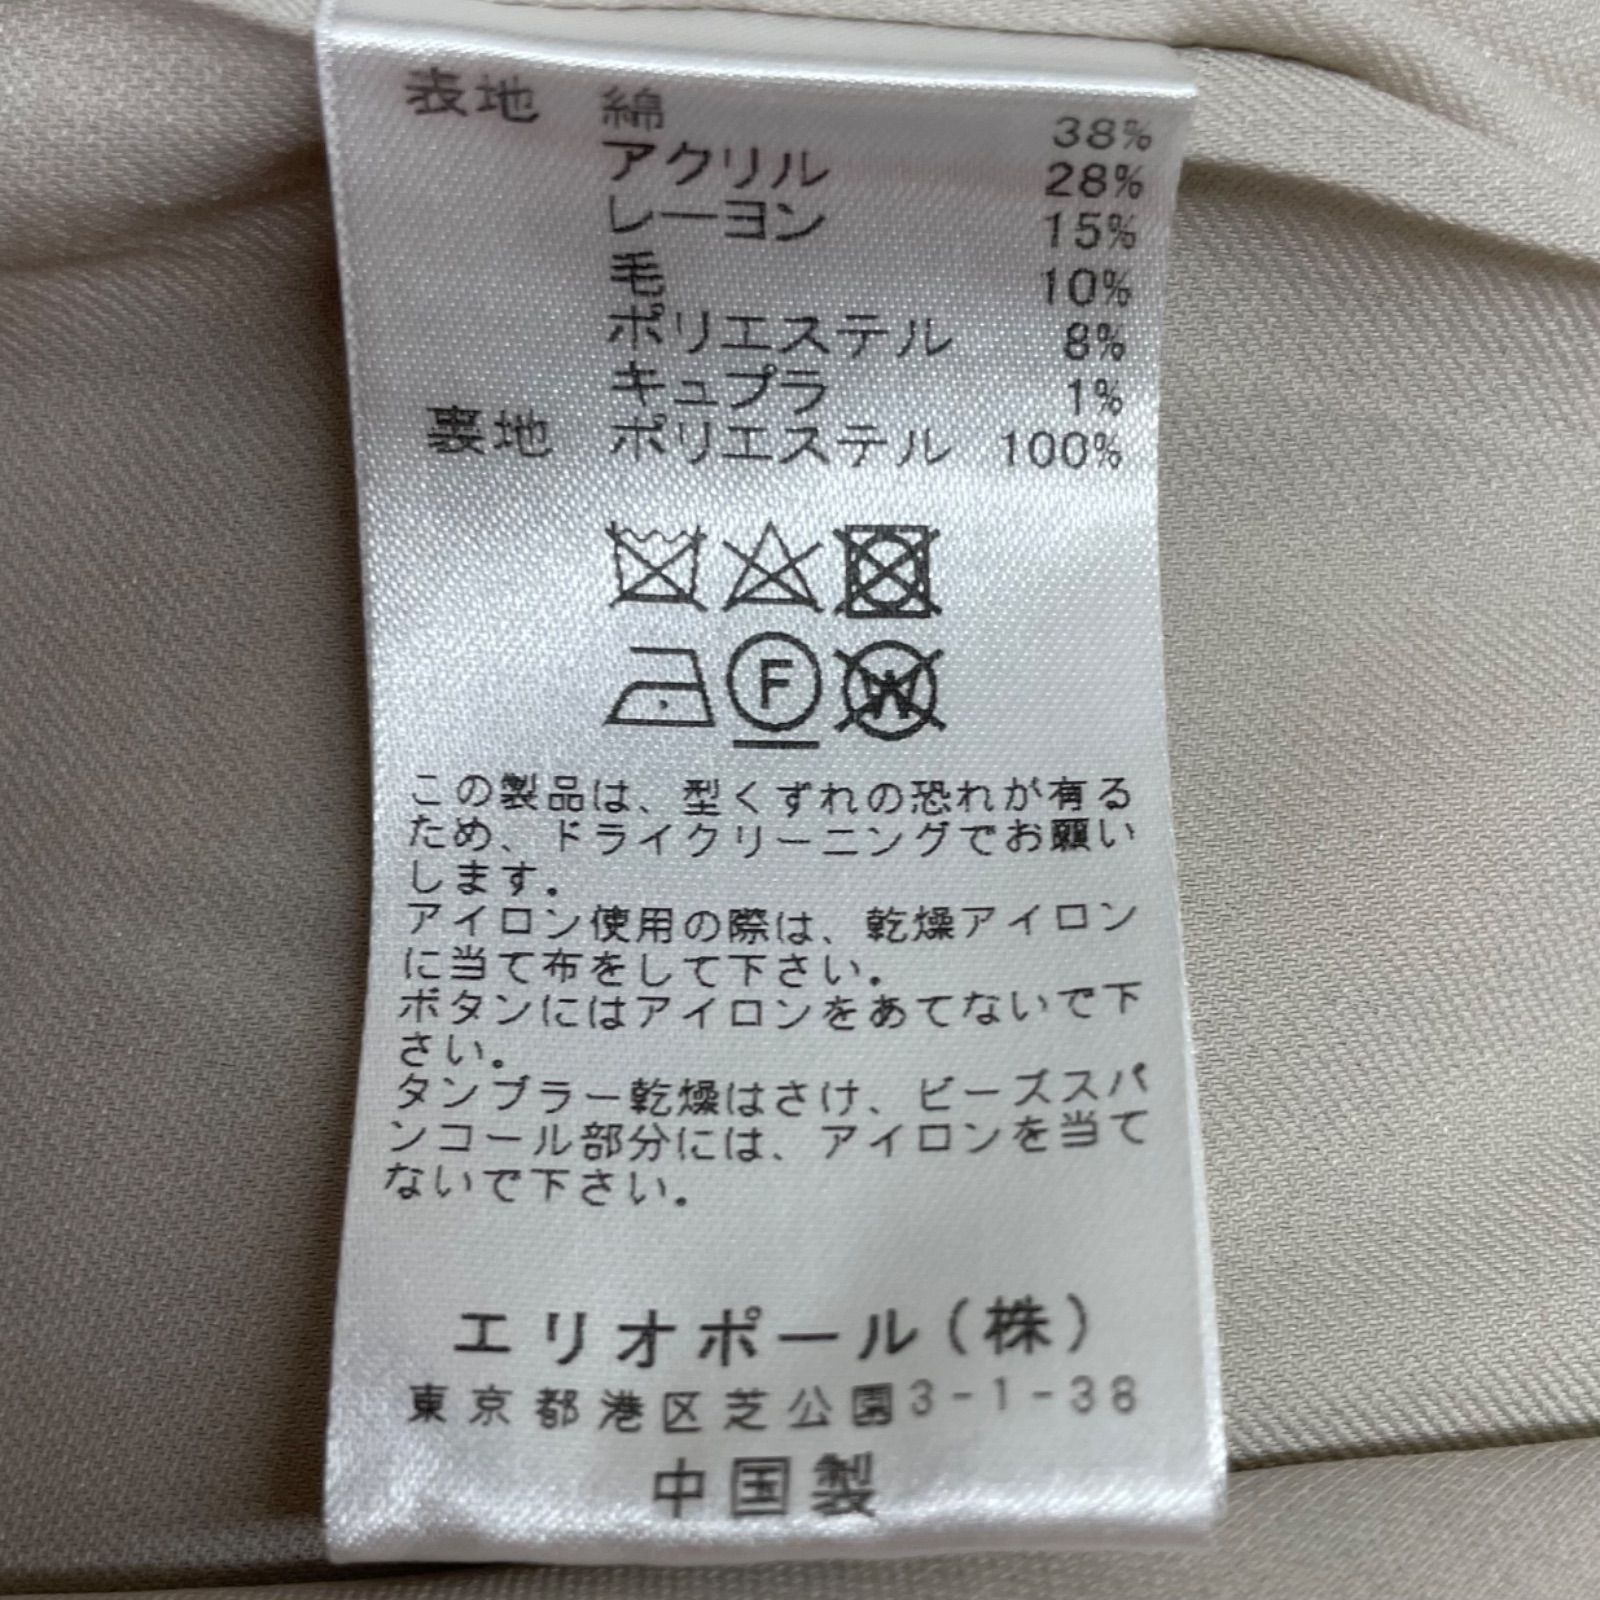 表地 綿 38%
アクリル 28%
レーヨン 15%
毛 10%
ポリエステル 8%
キュプラ 1%
裏地 ポリエステル 100%
F W
この製品は、型くずれの恐れが有る
ため、ドライクリーニングでお願い
します。
アイロン使用の際は、乾燥アイロン
に当て布をして下さい。
ボタンにはアイロンをあてないで下
さい。
タンブラー乾燥はさけ、ビーズスパ
ンコール部分には、アイロンを当て
ないで下さい。
エリオポール(株)
東京都港区芝公園3-1-38
中国製